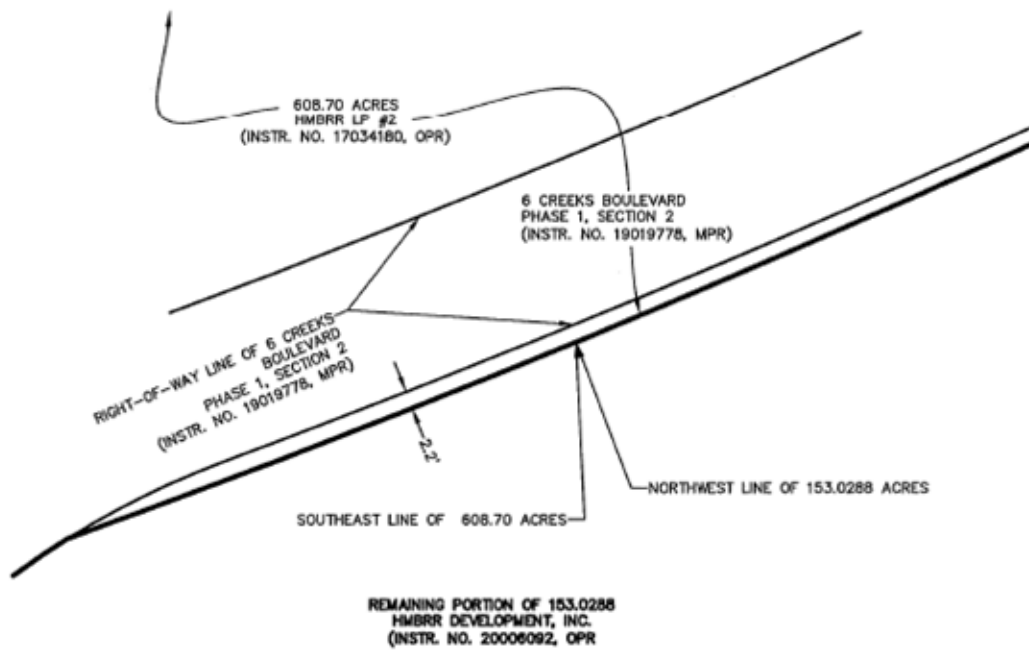 608.70 ACRES
HMBRR LP #2
(INSTR. NO. 17034180, OPR)
6 CREEKS BOULEVARD
PHASE 1, SECTION 2
(INSTR. NO. 19019778, MPR)
RIGHT-OF-WAY LINE OF 6 CREEKS
BOULEVARD
PHASE 1, SECTION 2
(INSTR. NO. 19019778, MPR)
2.2'
NORTHWEST LINE OF 153.0288 ACRES
SOUTHEAST LINE OF 608.70 ACRES
REMAINING PORTION OF 153.0288
HMBRR DEVELOPMENT, INC.
(INSTR. NO. 20006092, OPR